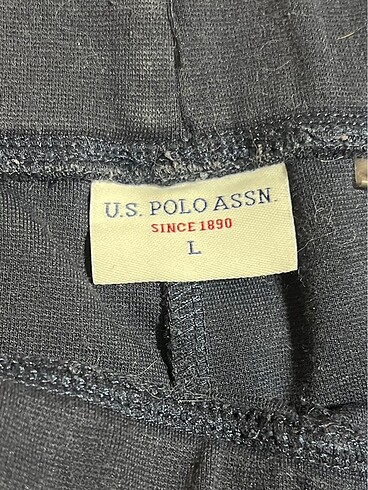 U.S. POLO ASSN.
SINCE 1890
L